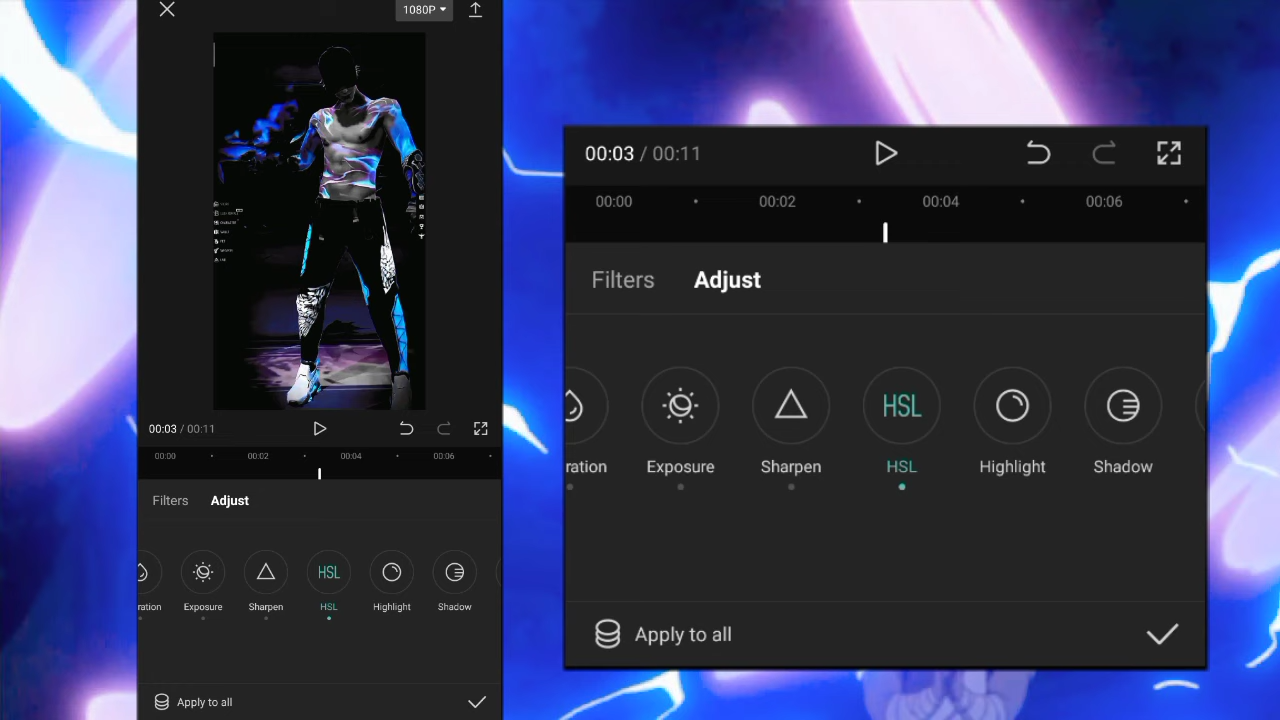 1080P
00:03 / 00:11
00:00
00:02
00:04
00:06
Filters
Adjust
ration
Exposure
Sharpen
HSL
HSL
Highlight
Shadow
Apply to all
00:03 / 00:11
00:00
00:02
00:04
00:06
Filters
Adjust
ration
Exposure
Sharpen
HSL
HSL
Highlight
Shadow
Apply to all